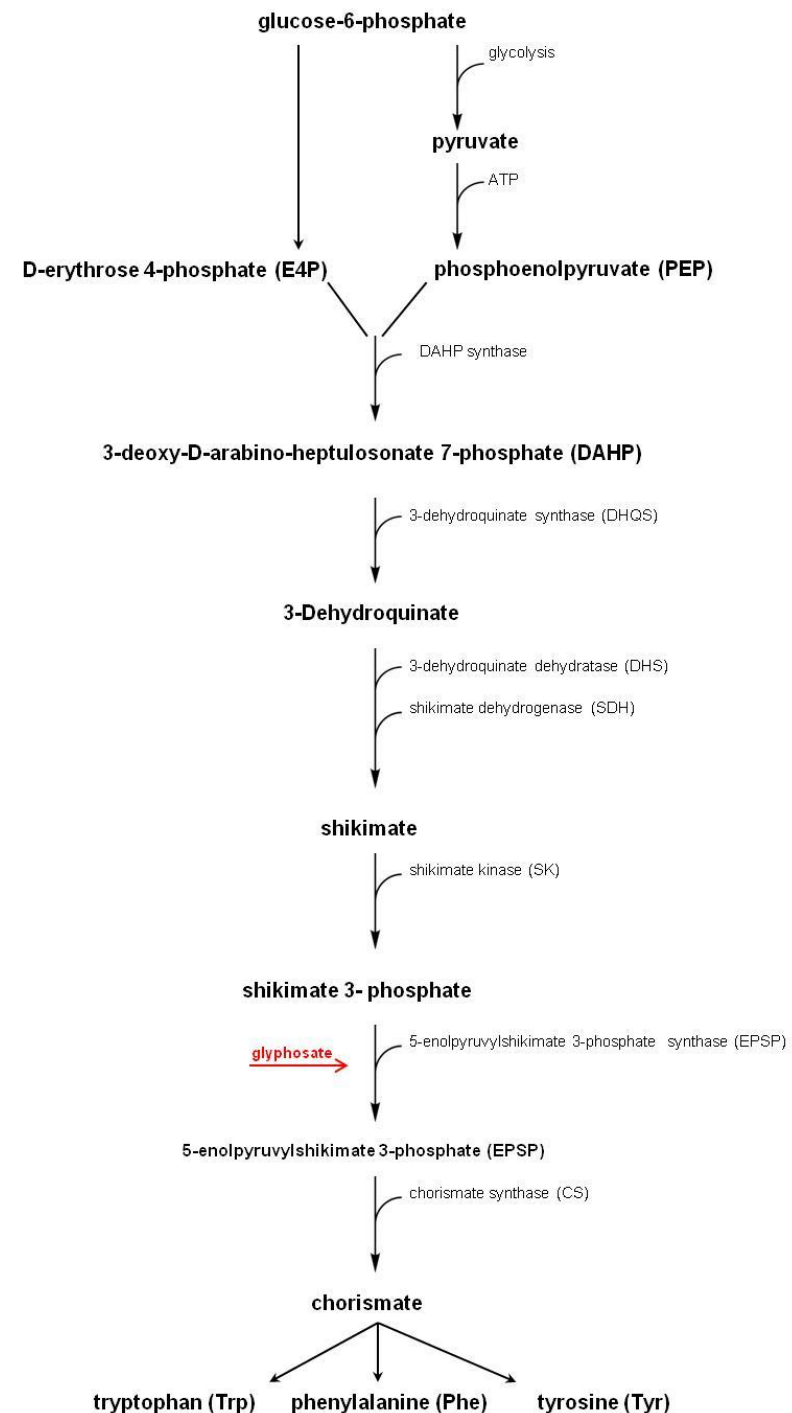 glucose-6-phosphate
glycolysis
pyruvate
ATP
D-erythrose 4-phosphate (E4P)
phosphoenolpyruvate (PEP)
DAHP synthase
3-deoxy-D-arabino-heptulosonate 7-phosphate (DAHP)
3-dehydroquinate synthase (DHQS)
3-Dehydroquinate
3-dehydroquinate dehydratase (DHS)
shikimate dehydrogenase (SDH)
shikimate
shikimate kinase (SK)
shikimate 3- phosphate
5-enolpyruvylshikimate 3-phosphate synthase (EPSP)
glyphosate
5-enolpyruvylshikimate 3-phosphate (EPSP)
chorismate synthase (CS)
chorismate
tryptophan (Trp)
phenylalanine (Phe)
tyrosine (Tyr)